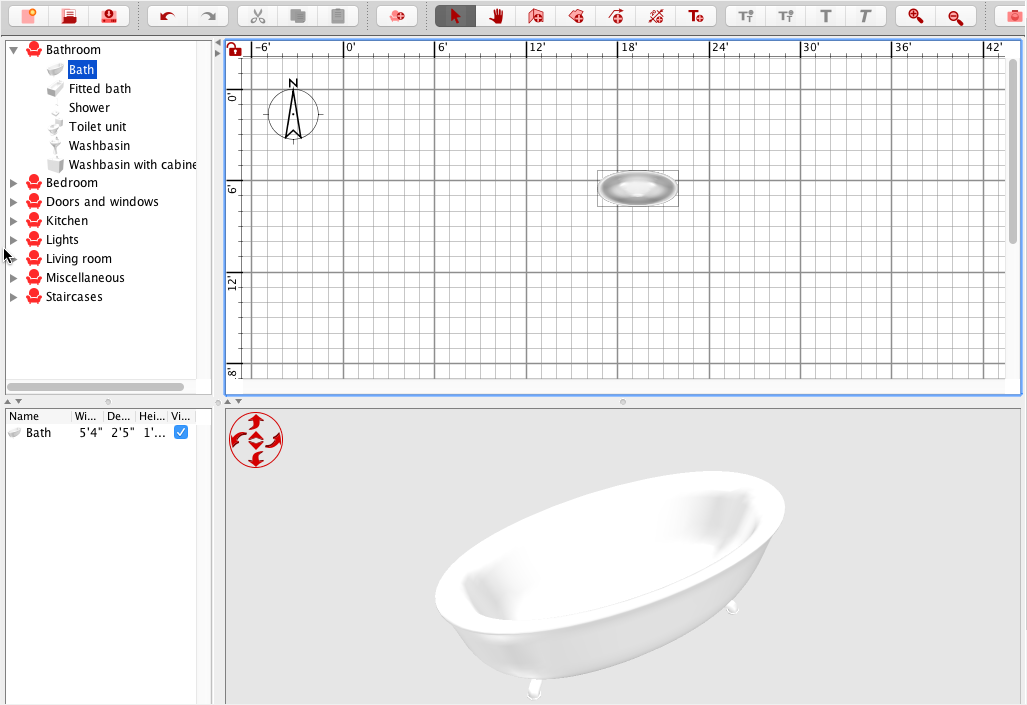 Bathroom
Bath
Fitted bath
Shower
Toilet unit
Washbasin
Washbasin with cabine
Bedroom
Doors and windows
Kitchen
Lights
Living room
Miscellaneous
Staircases
-6' 0' 6' 12' 18' 24' 30' 36' 42'
0'
6'
12'
8'
N
Name Wi... De... Hei... Vi...
Bath 5'4" 2'5" 1'...